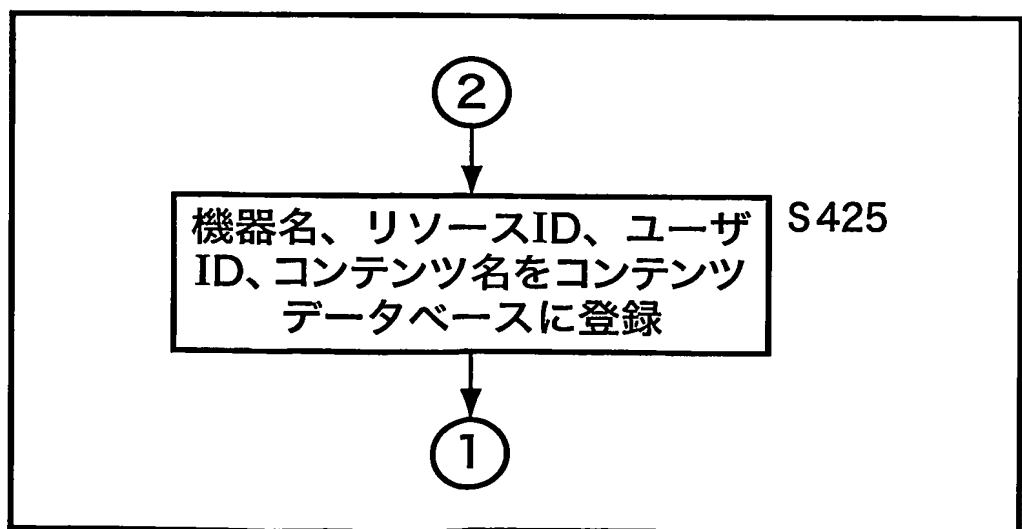 ②
機器名、リソースID、ユーザ
ID、コンテンツ名をコンテンツ
データベースに登録
S425
①